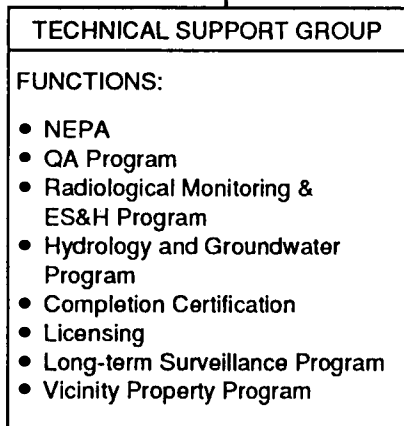 TECHNICAL SUPPORT GROUP
FUNCTIONS:
• NEPA
• QA Program
• Radiological Monitoring &
ES&H Program
• Hydrology and Groundwater
Program
• Completion Certification
• Licensing
• Long-term Surveillance Program
• Vicinity Property Program